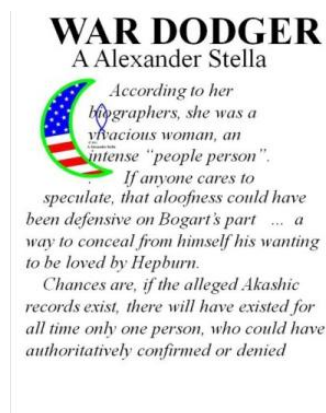 WAR DODGER
A Alexander Stella
According to her
biographers, she was a
vivacious woman, an
intense “people person”.
. If anyone cares to
speculate, that aloofness could have
been defensive on Bogart’s part ... a
way to conceal from himself his wanting
to be loved by Hepburn.
Chances are, if the alleged Akashic
records exist, there will have existed for
all time only one person, who could have
authoritatively confirmed or denied